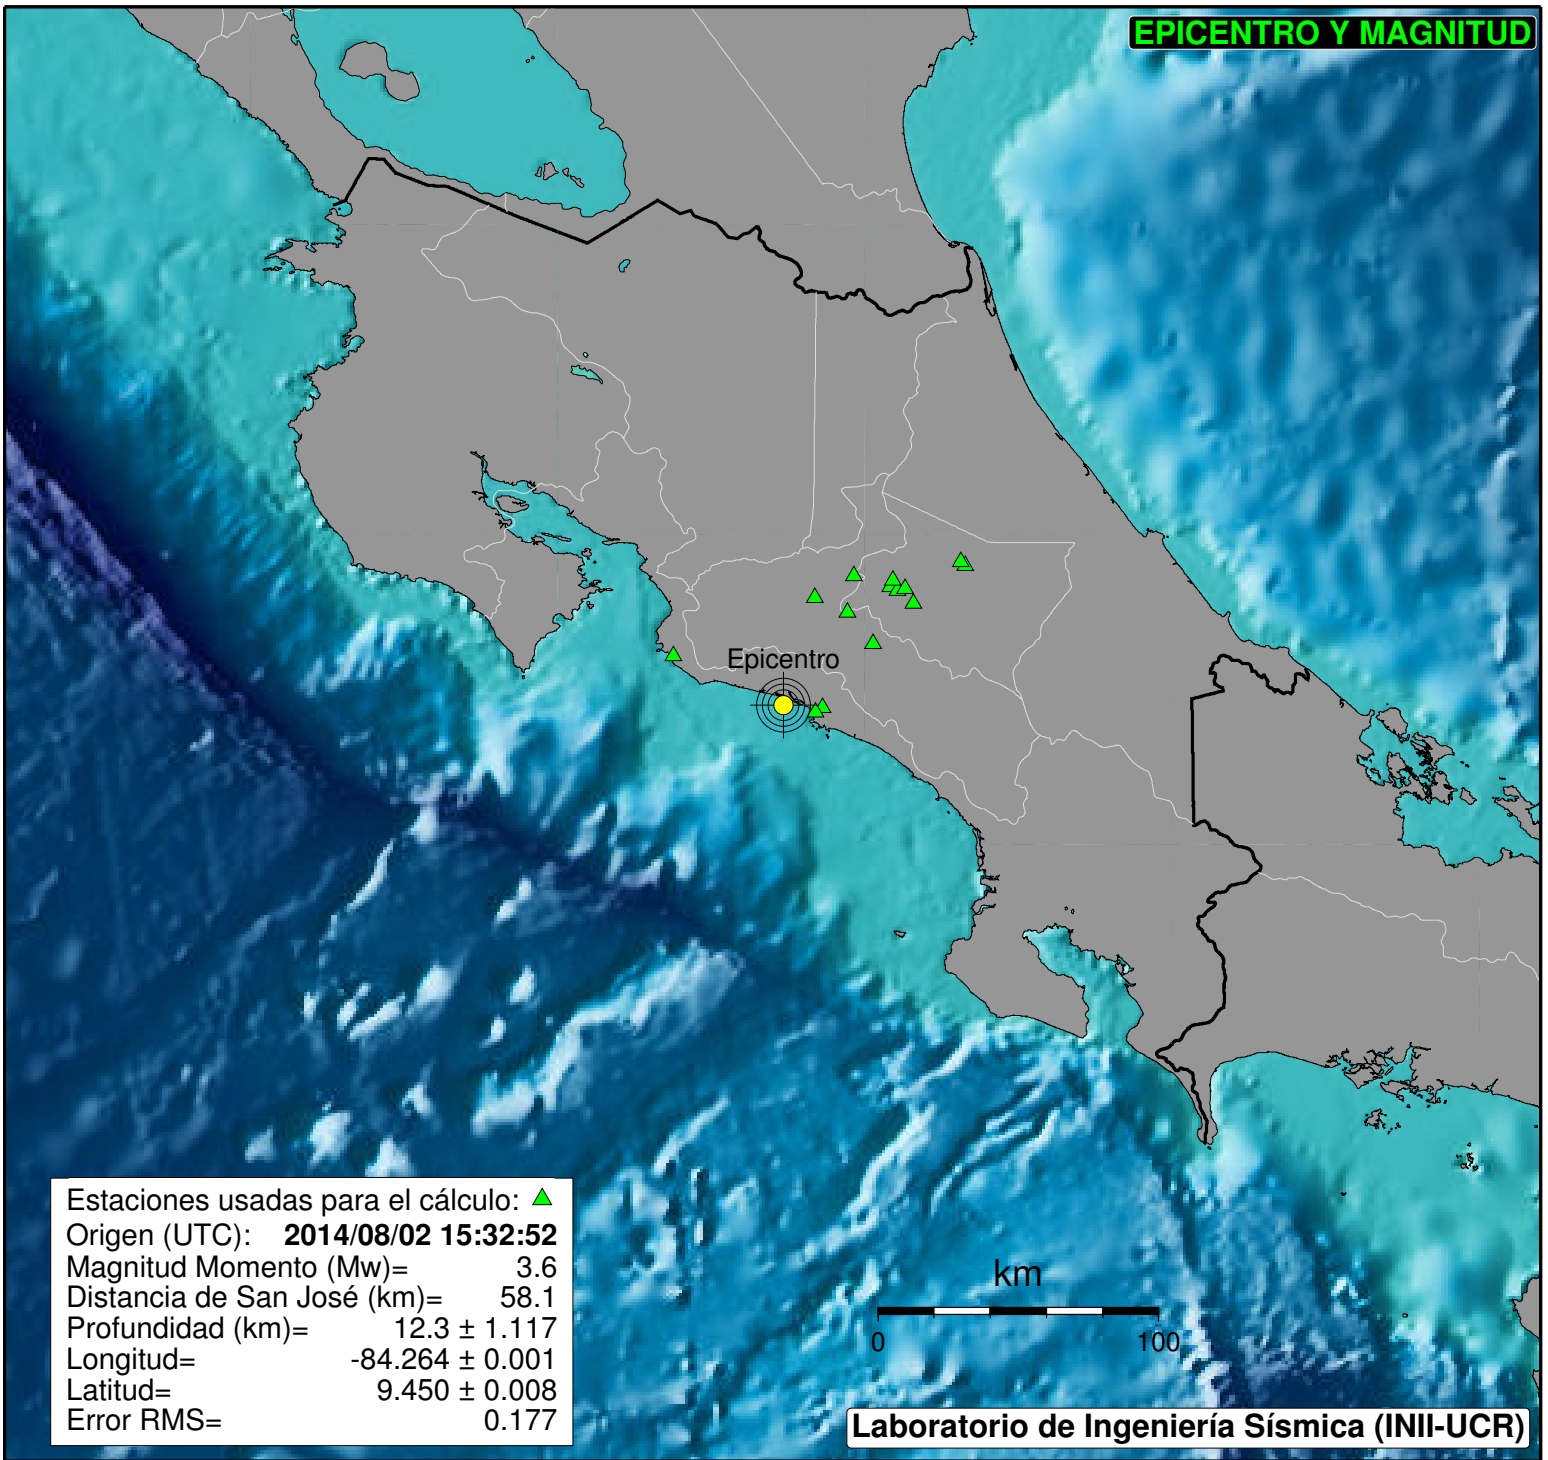 EPICENTRO Y MAGNITUD
Epicentro
Estaciones usadas para el cálculo:
Origen (UTC): 2014/08/02 15:32:52
Magnitud Momento (Mw)= 3.6
Distancia de San José (km)= 58.1
Profundidad (km)= 12.3 ± 1.117
Longitud= -84.264 ± 0.001
Latitud= 9.450 ± 0.008
Error RMS= 0.177
km
0 100
Laboratorio de Ingeniería Sísmica (INII-UCR)